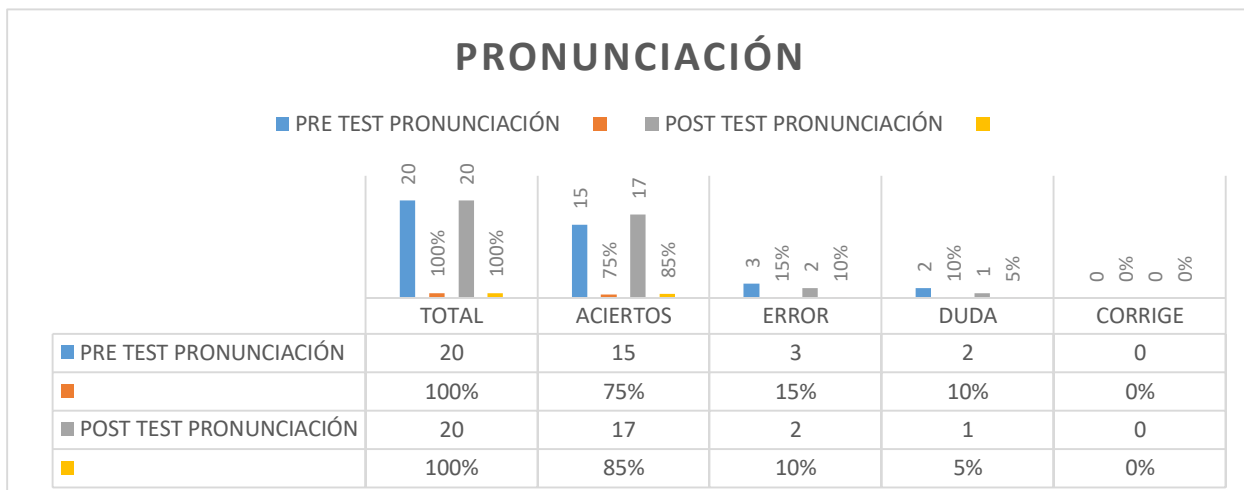 PRONUNCIACIÓN
PRE TEST PRONUNCIACIÓN POST TEST PRONUNCIACIÓN
20 100% 20 100% 15 75% 17 85% 3 15% 2 10% 2 10% 1 5% 0 0% 0 0%
TOTAL ACIERTOS ERROR DUDA CORRIGE
PRE TEST PRONUNCIACIÓN 20 15 3 2 0
100% 75% 15% 10% 0%
POST TEST PRONUNCIACIÓN 20 17 2 1 0
100% 85% 10% 5% 0%